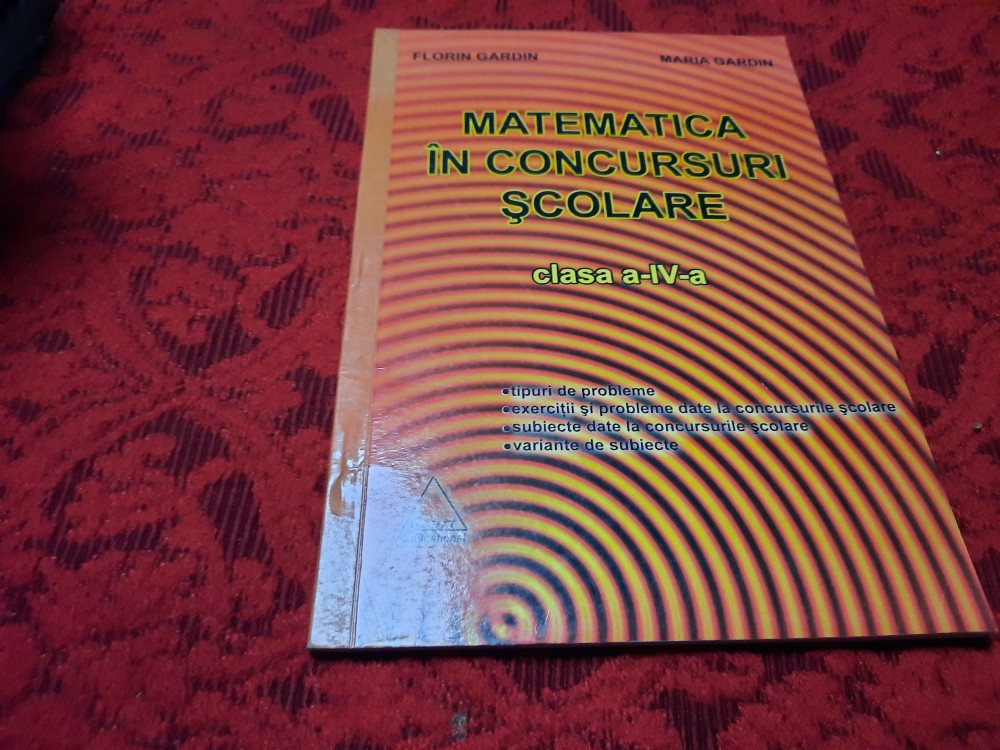 FLORIN GARDIN MARIA GARDIN
MATEMATICA
ÎN CONCURSURI
ŞCOLARE
clasa a-IV-a
•tipuri de probleme
•exerciţii şi probleme date la concursurile şcolare
•subiecte date la concursurile şcolare
•variante de subiecte